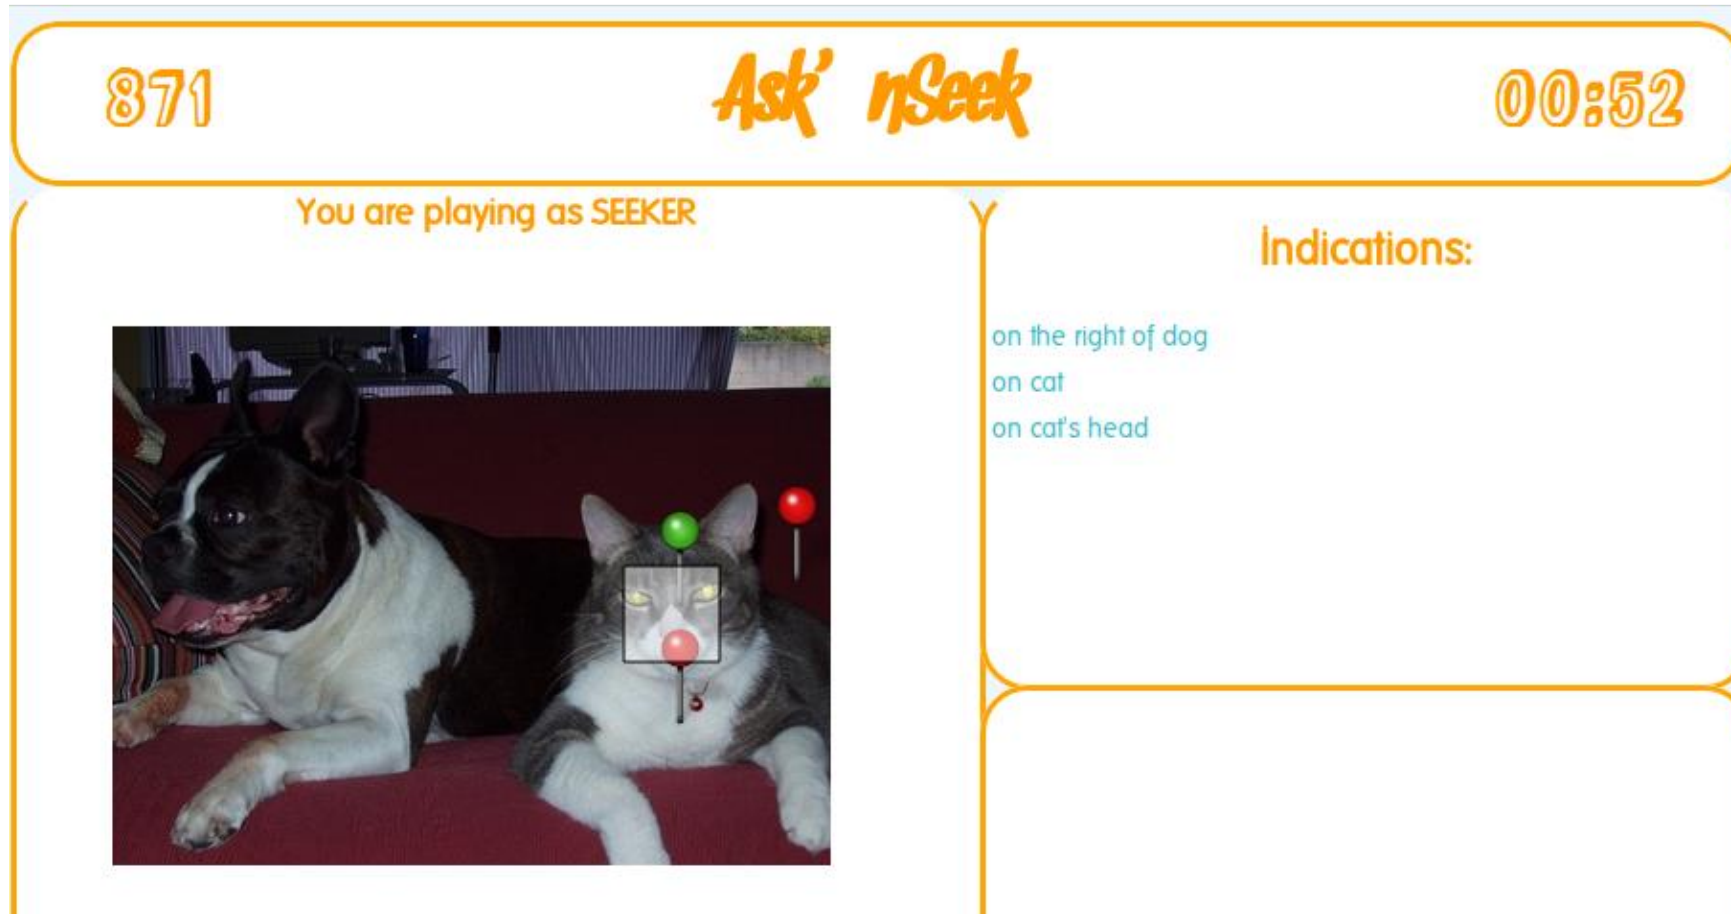 871
Ask' nSeek
00:52
You are playing as SEEKER
Indications:
on the right of dog
on cat
on cat's head